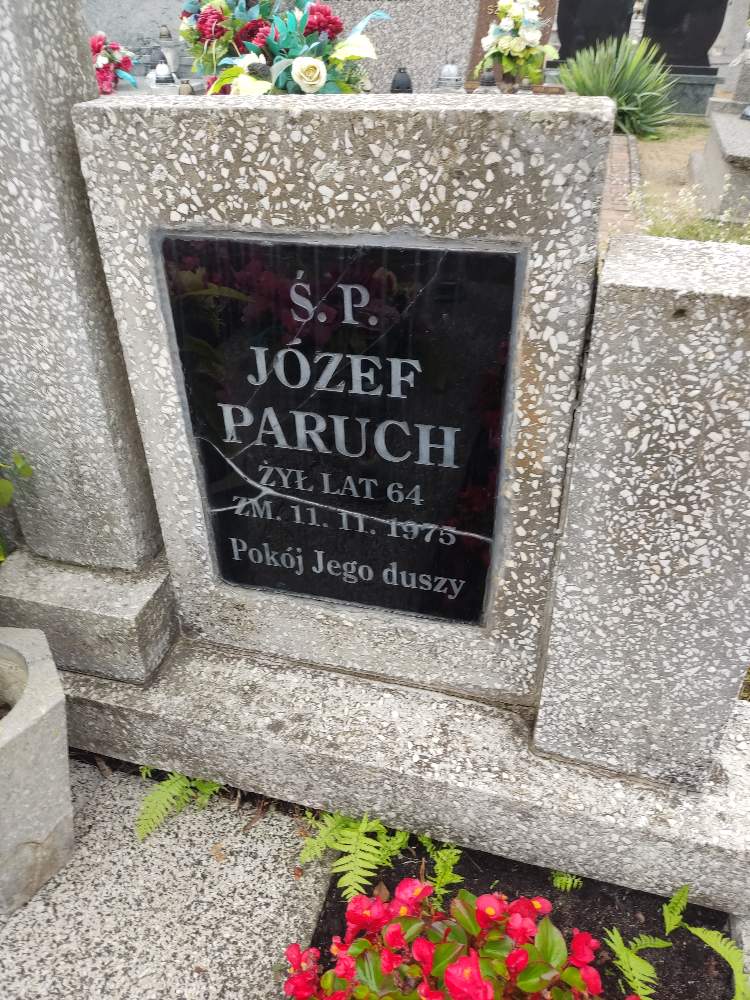 Ś. P.
JÓZEF
PARUCH
ŻYŁ LAT 64
ZM. 11. 11. 1975
Pokój Jego duszy